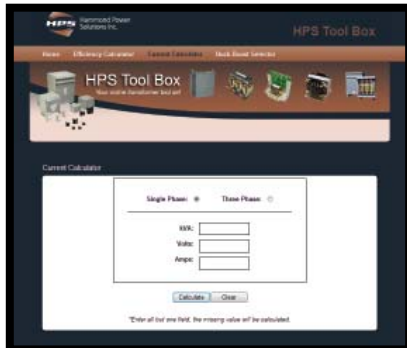 HPS
Hammond Power
Solutions Inc.
HPS Tool Box
Home Efficiency Calculator Current Calculator Buck Boost Selector
HPS Tool Box
Your online transformer tool set!
Current Calculator
Single Phase: Three Phase:
kVA:
Volts:
Amps:
Calculate Clear
*Enter all but one field, the missing value will be calculated.